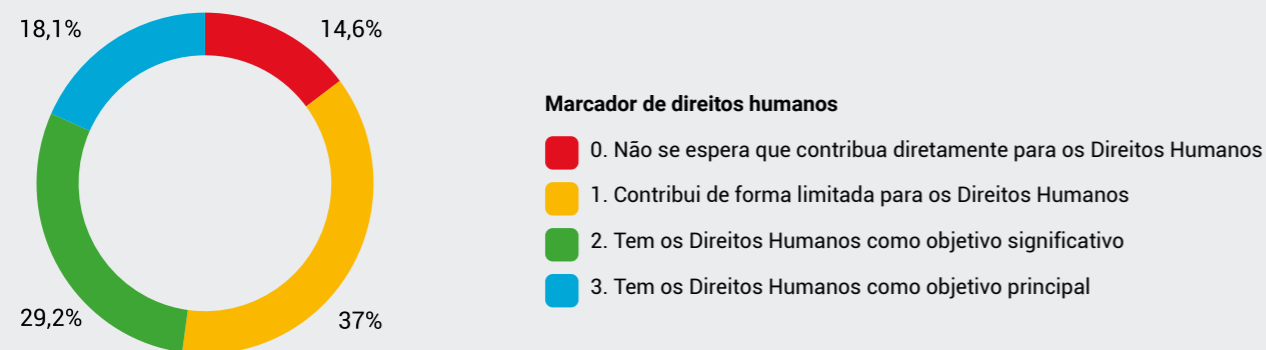 18,1%
14,6%
29,2%
37%
Marcador de direitos humanos
0. Não se espera que contribua diretamente para os Direitos Humanos
1. Contribui de forma limitada para os Direitos Humanos
2. Tem os Direitos Humanos como objetivo significativo
3. Tem os Direitos Humanos como objetivo principal